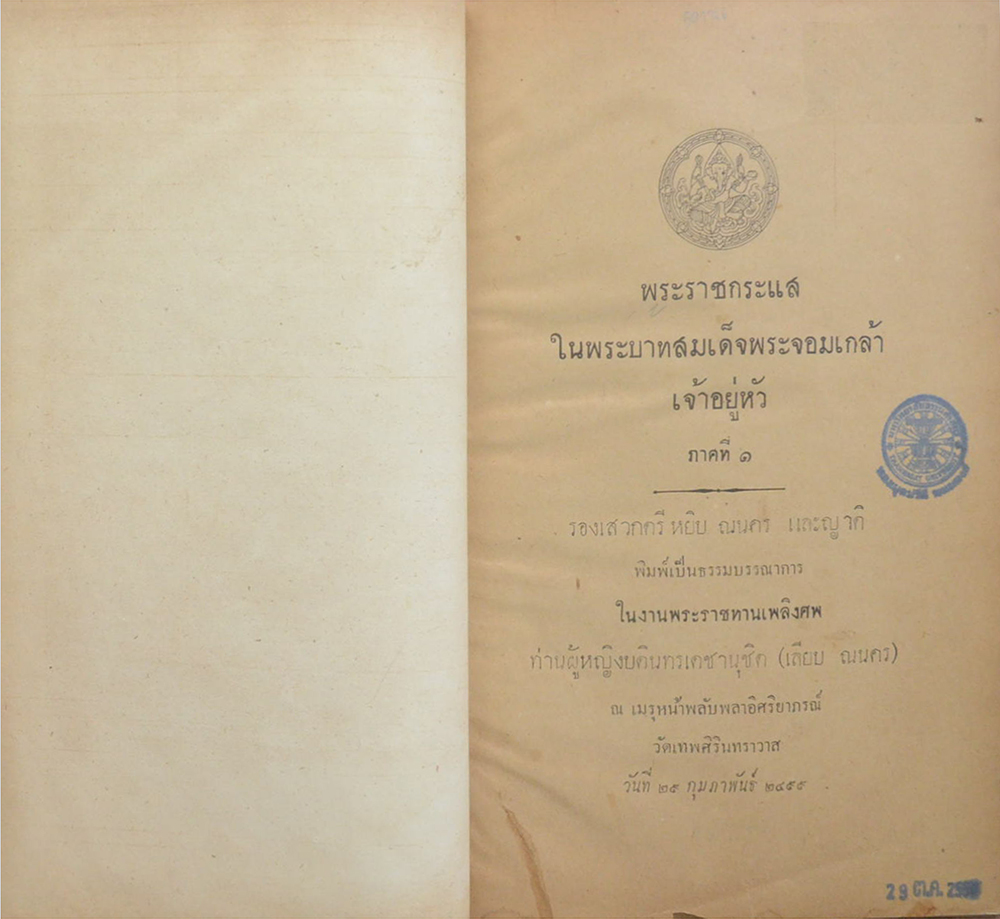 พระราชกระแส
ในพระบาทสมเด็จพระจอมเกล้า
เจ้าอยู่หัว
ภาคที่ ๑
รองเสวกตรี หยิบ ณนคร และญาติ
พิมพ์เป็นธรรมบรรณาการ
ในงานพระราชทานเพลิงศพ
ท่านผู้หญิงบดินทรเดชานุชิต (เลียบ ณนคร)
ณ เมรุหน้าพลับพลาอิศริยาภรณ์
วัดเทพศิรินทราวาส
วันที่ กุมภาพันธ์
29 ต.ค.